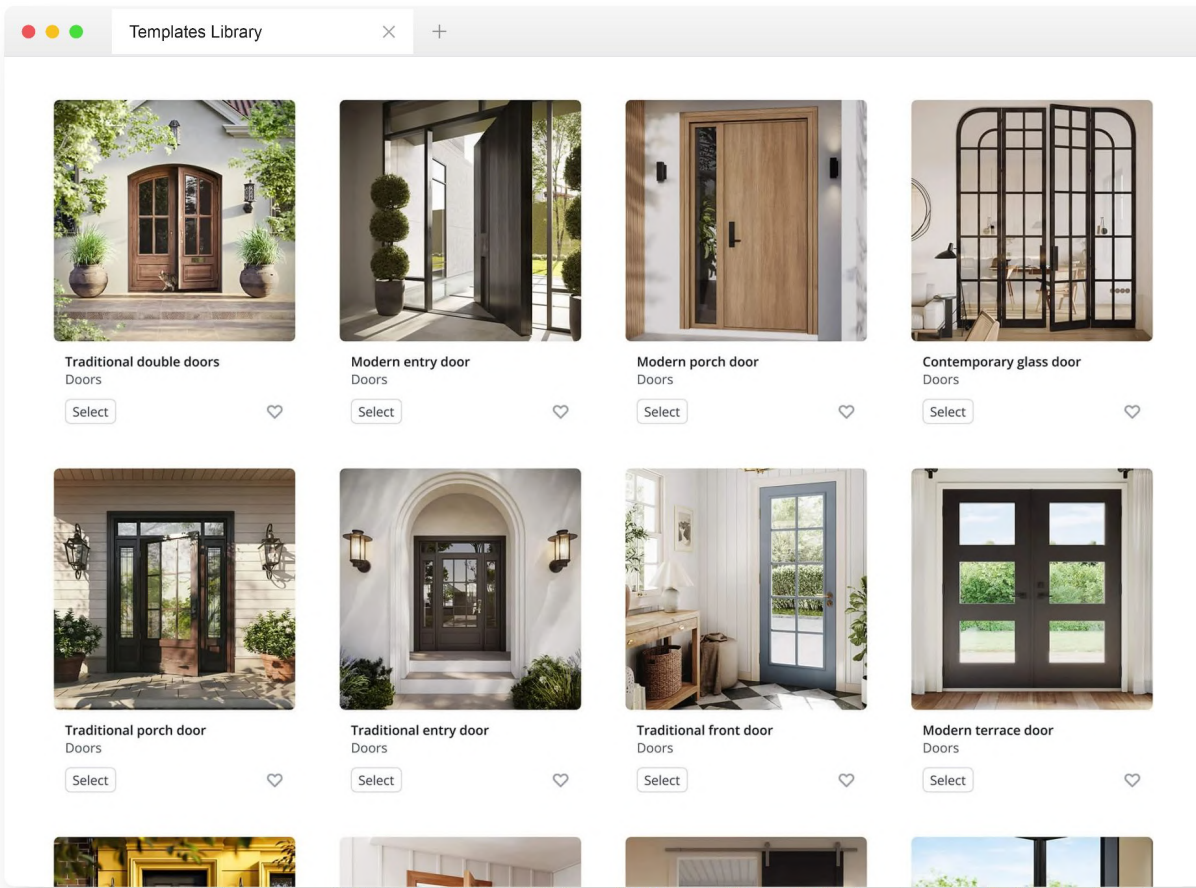 Templates Library
Traditional double doors
Doors
Select
Modern entry door
Doors
Select
Modern porch door
Doors
Select
Contemporary glass door
Doors
Select
Traditional porch door
Doors
Select
Traditional entry door
Doors
Select
Traditional front door
Doors
Select
Modern terrace door
Doors
Select